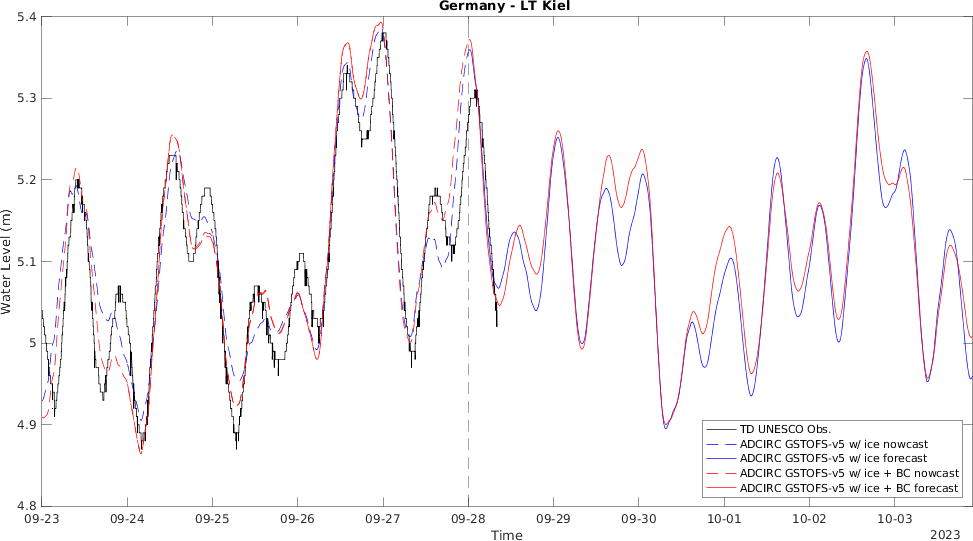 Germany - LT Kiel
5.4
5.3
5.2
5.1
5
4.9
4.8
Water Level (m)
TD UNESCO Obs.
ADCIRC GSTOFS-v5 w/ ice nowcast
ADCIRC GSTOFS-v5 w/ ice forecast
ADCIRC GSTOFS-v5 w/ ice + BC nowcast
ADCIRC GSTOFS-v5 w/ ice + BC forecast
09-23 09-24 09-25 09-26 09-27 09-28 09-29 09-30 10-01 10-02 10-03
Time
2023